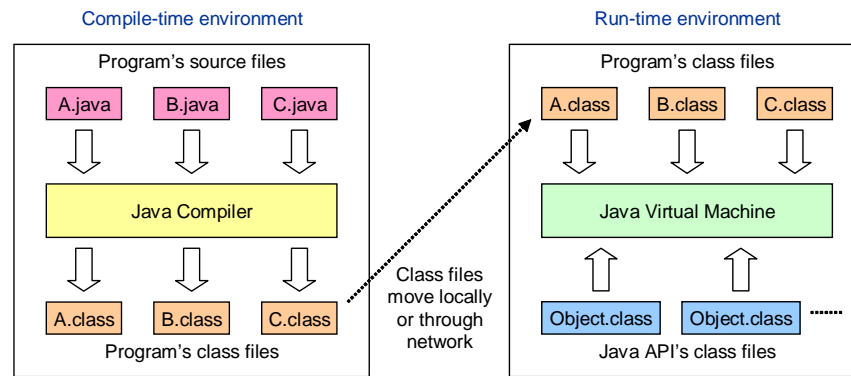 Compile-time environment
Program's source files
A.java
B.java
C.java
Java Compiler
A.class
B.class
C.class
Program's class files
Class files
move locally
or through
network
Run-time environment
Program's class files
A.class
B.class
C.class
Java Virtual Machine
Object.class
Object.class
Java API's class files